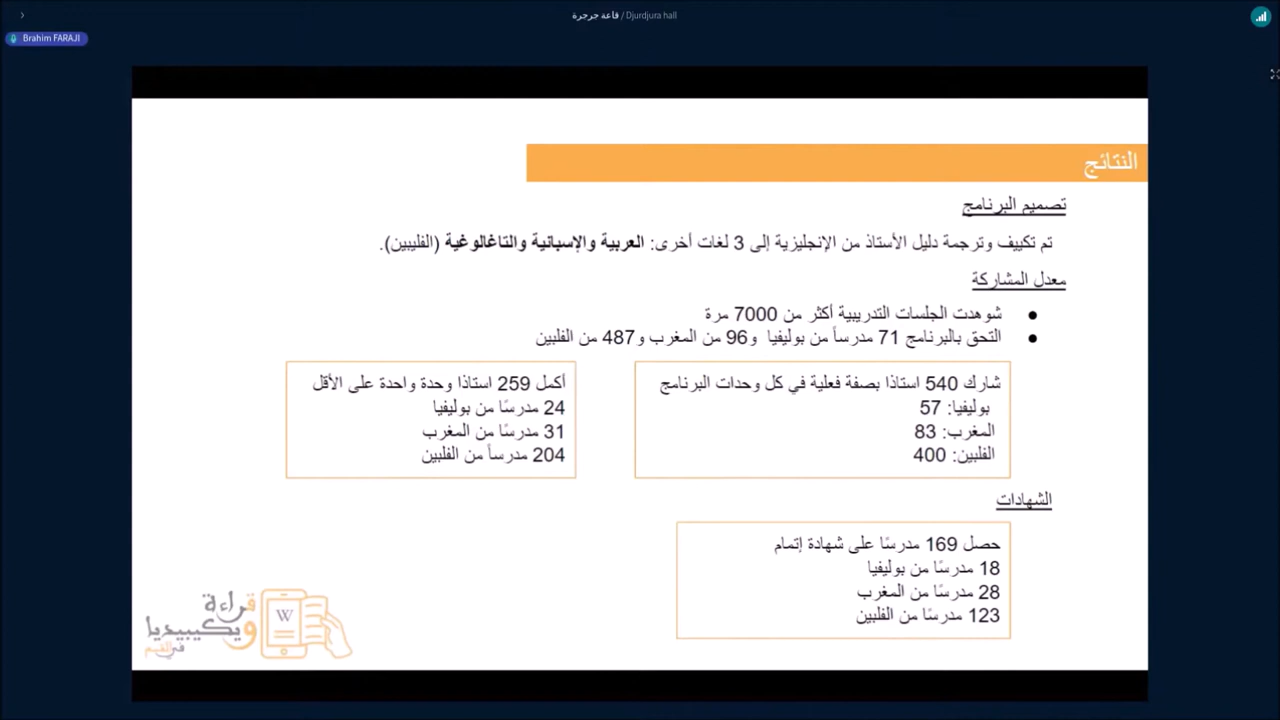 قاعة جرجرة / Djurdjura hall
Brahim FARAJI
النتائج
تصميم البرنامج
تم تكييف وترجمة دليل الأستاذ من الإنجليزية إلى 3 لغات أخرى: العربية والإسبانية والتاغالوغية (الفليبين).
معدل المشاركة
● شوهدت الجلسات التدريبية أكثر من 7000 مرة
● التحق بالبرنامج 71 مدرساً من بوليفيا و96 من المغرب و487 من الفلبين
شارك 540 استاذا بصفة فعلية في كل وحدات البرنامج
بوليفيا: 57
المغرب: 83
الفلبين: 400
أكمل 259 استاذا وحدة واحدة على الأقل
24 مدرسًا من بوليفيا
31 مدرسًا من المغرب
204 مدرساً من الفلبين
الشهادات
حصل 169 مدرسًا على شهادة إتمام
18 مدرسًا من بوليفيا
28 مدرسًا من المغرب
123 مدرسًا من الفلبين
قراءة
ويكيبيديا
في القسم
W